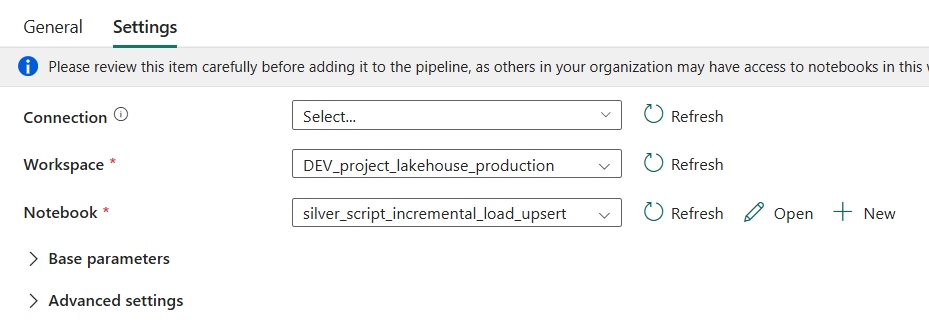 General Settings
Please review this item carefully before adding it to the pipeline, as others in your organization may have access to notebooks in this
Connection Select... Refresh
Workspace * DEV_project_lakehouse_production Refresh
Notebook * silver_script_incremental_load_upsert Refresh Open New
Base parameters
Advanced settings